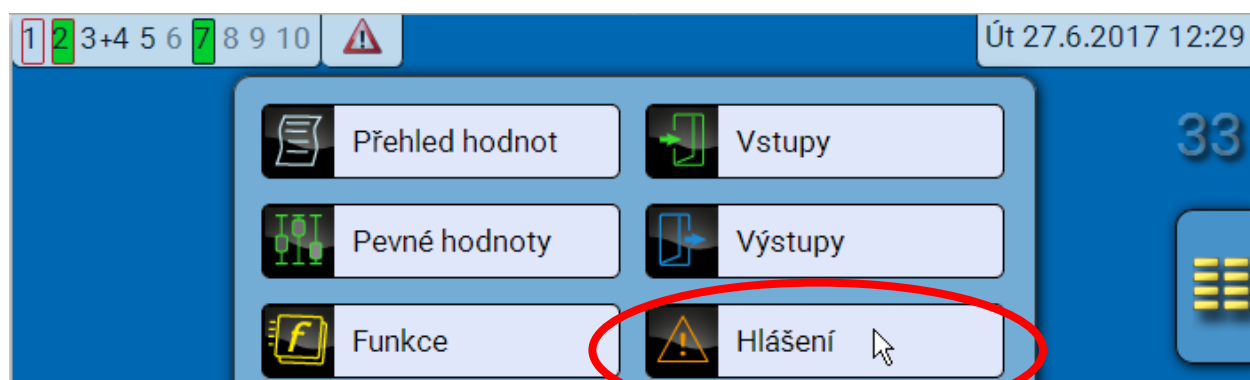 1 2 3+4 5 6 7 8 9 10
Út 27.6.2017 12:29
Přehled hodnot
Vstupy
33
Pevné hodnoty
Výstupy
f Funkce
Hlášení